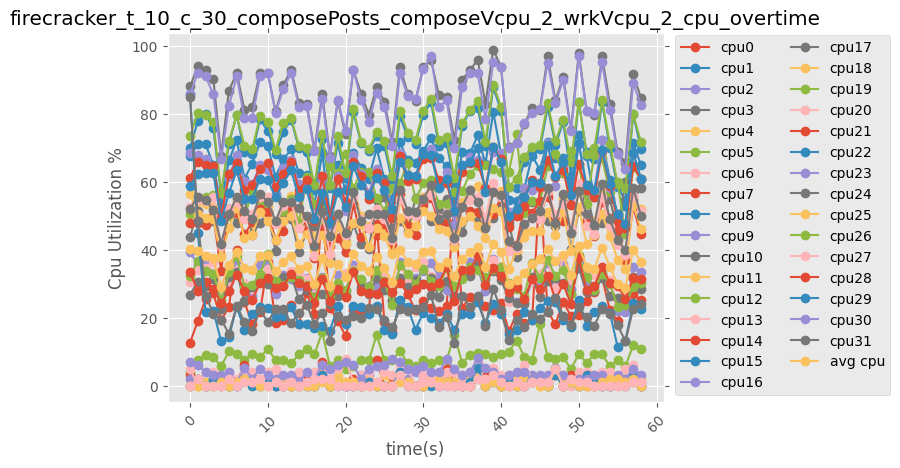 firecracker_t_10_c_30_composePosts_composeVcpu_2_wrkVcpu_2_cpu_overtime
Cpu Utilization %
100
80
60
40
20
0
0
10
20
30
40
50
60
time(s)
cpu0
cpu1
cpu2
cpu3
cpu4
cpu5
cpu6
cpu7
cpu8
cpu9
cpu10
cpu11
cpu12
cpu13
cpu14
cpu15
cpu16
cpu17
cpu18
cpu19
cpu20
cpu21
cpu22
cpu23
cpu24
cpu25
cpu26
cpu27
cpu28
cpu29
cpu30
cpu31
avg cpu